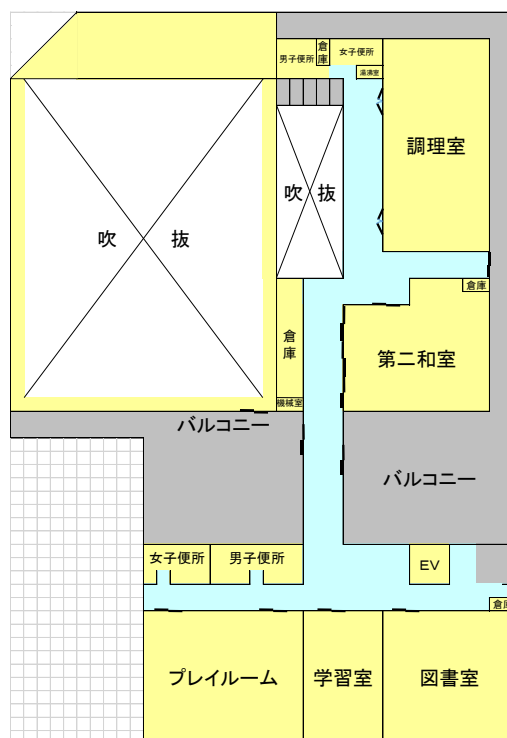 男子便所
倉庫
女子便所
湯沸室
調理室
吹 抜
吹 抜
倉庫
倉庫
第二和室
機械室
バルコニー
バルコニー
女子便所
男子便所
EV
倉庫
プレイルーム
学習室
図書室